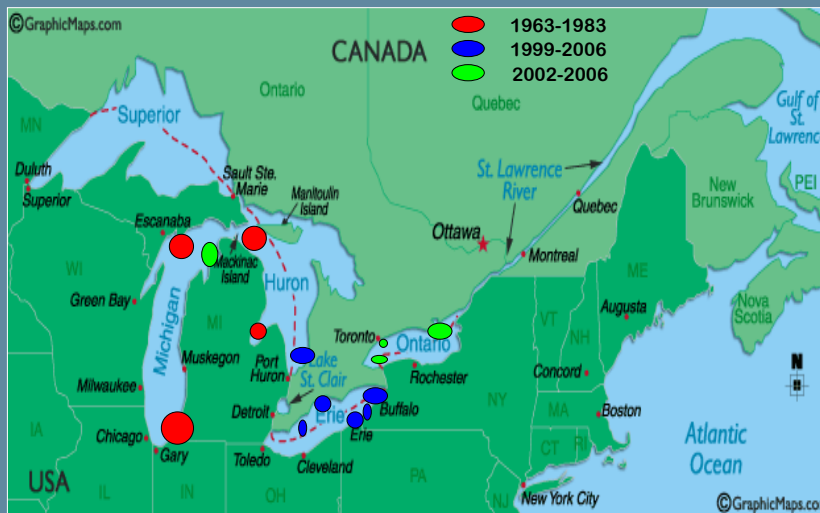 ©GraphicMaps.com
1963-1983
1999-2006
2002-2006
CANADA
Ontario
Quebec
Superior
Gulf of
St.
Lawrence
MN
Duluth
Superior
Sault Ste.
Marie
Manitoulin
Island
St. Lawrence
River
PEI
New
Brunswick
Quebec
Escanaba
Ottawa
Mackinac
Island
Montreal
WI
Huron
ME
Green Bay
Michigan
MI
Augusta
Nova
Scotia
Toronto
Ontario
VT
NH
Muskegon
Port
Huron
Lake
St. Clair
Rochester
Concord
N
Milwaukee
Detroit
Erie
Buffalo
NY
MA
Boston
IA
Chicago
Gary
Toledo
Cleveland
Erie
CT
RI
Atlantic
Ocean
USA
IL
IN
OH
PA
NJ
New York City
©GraphicMaps.com